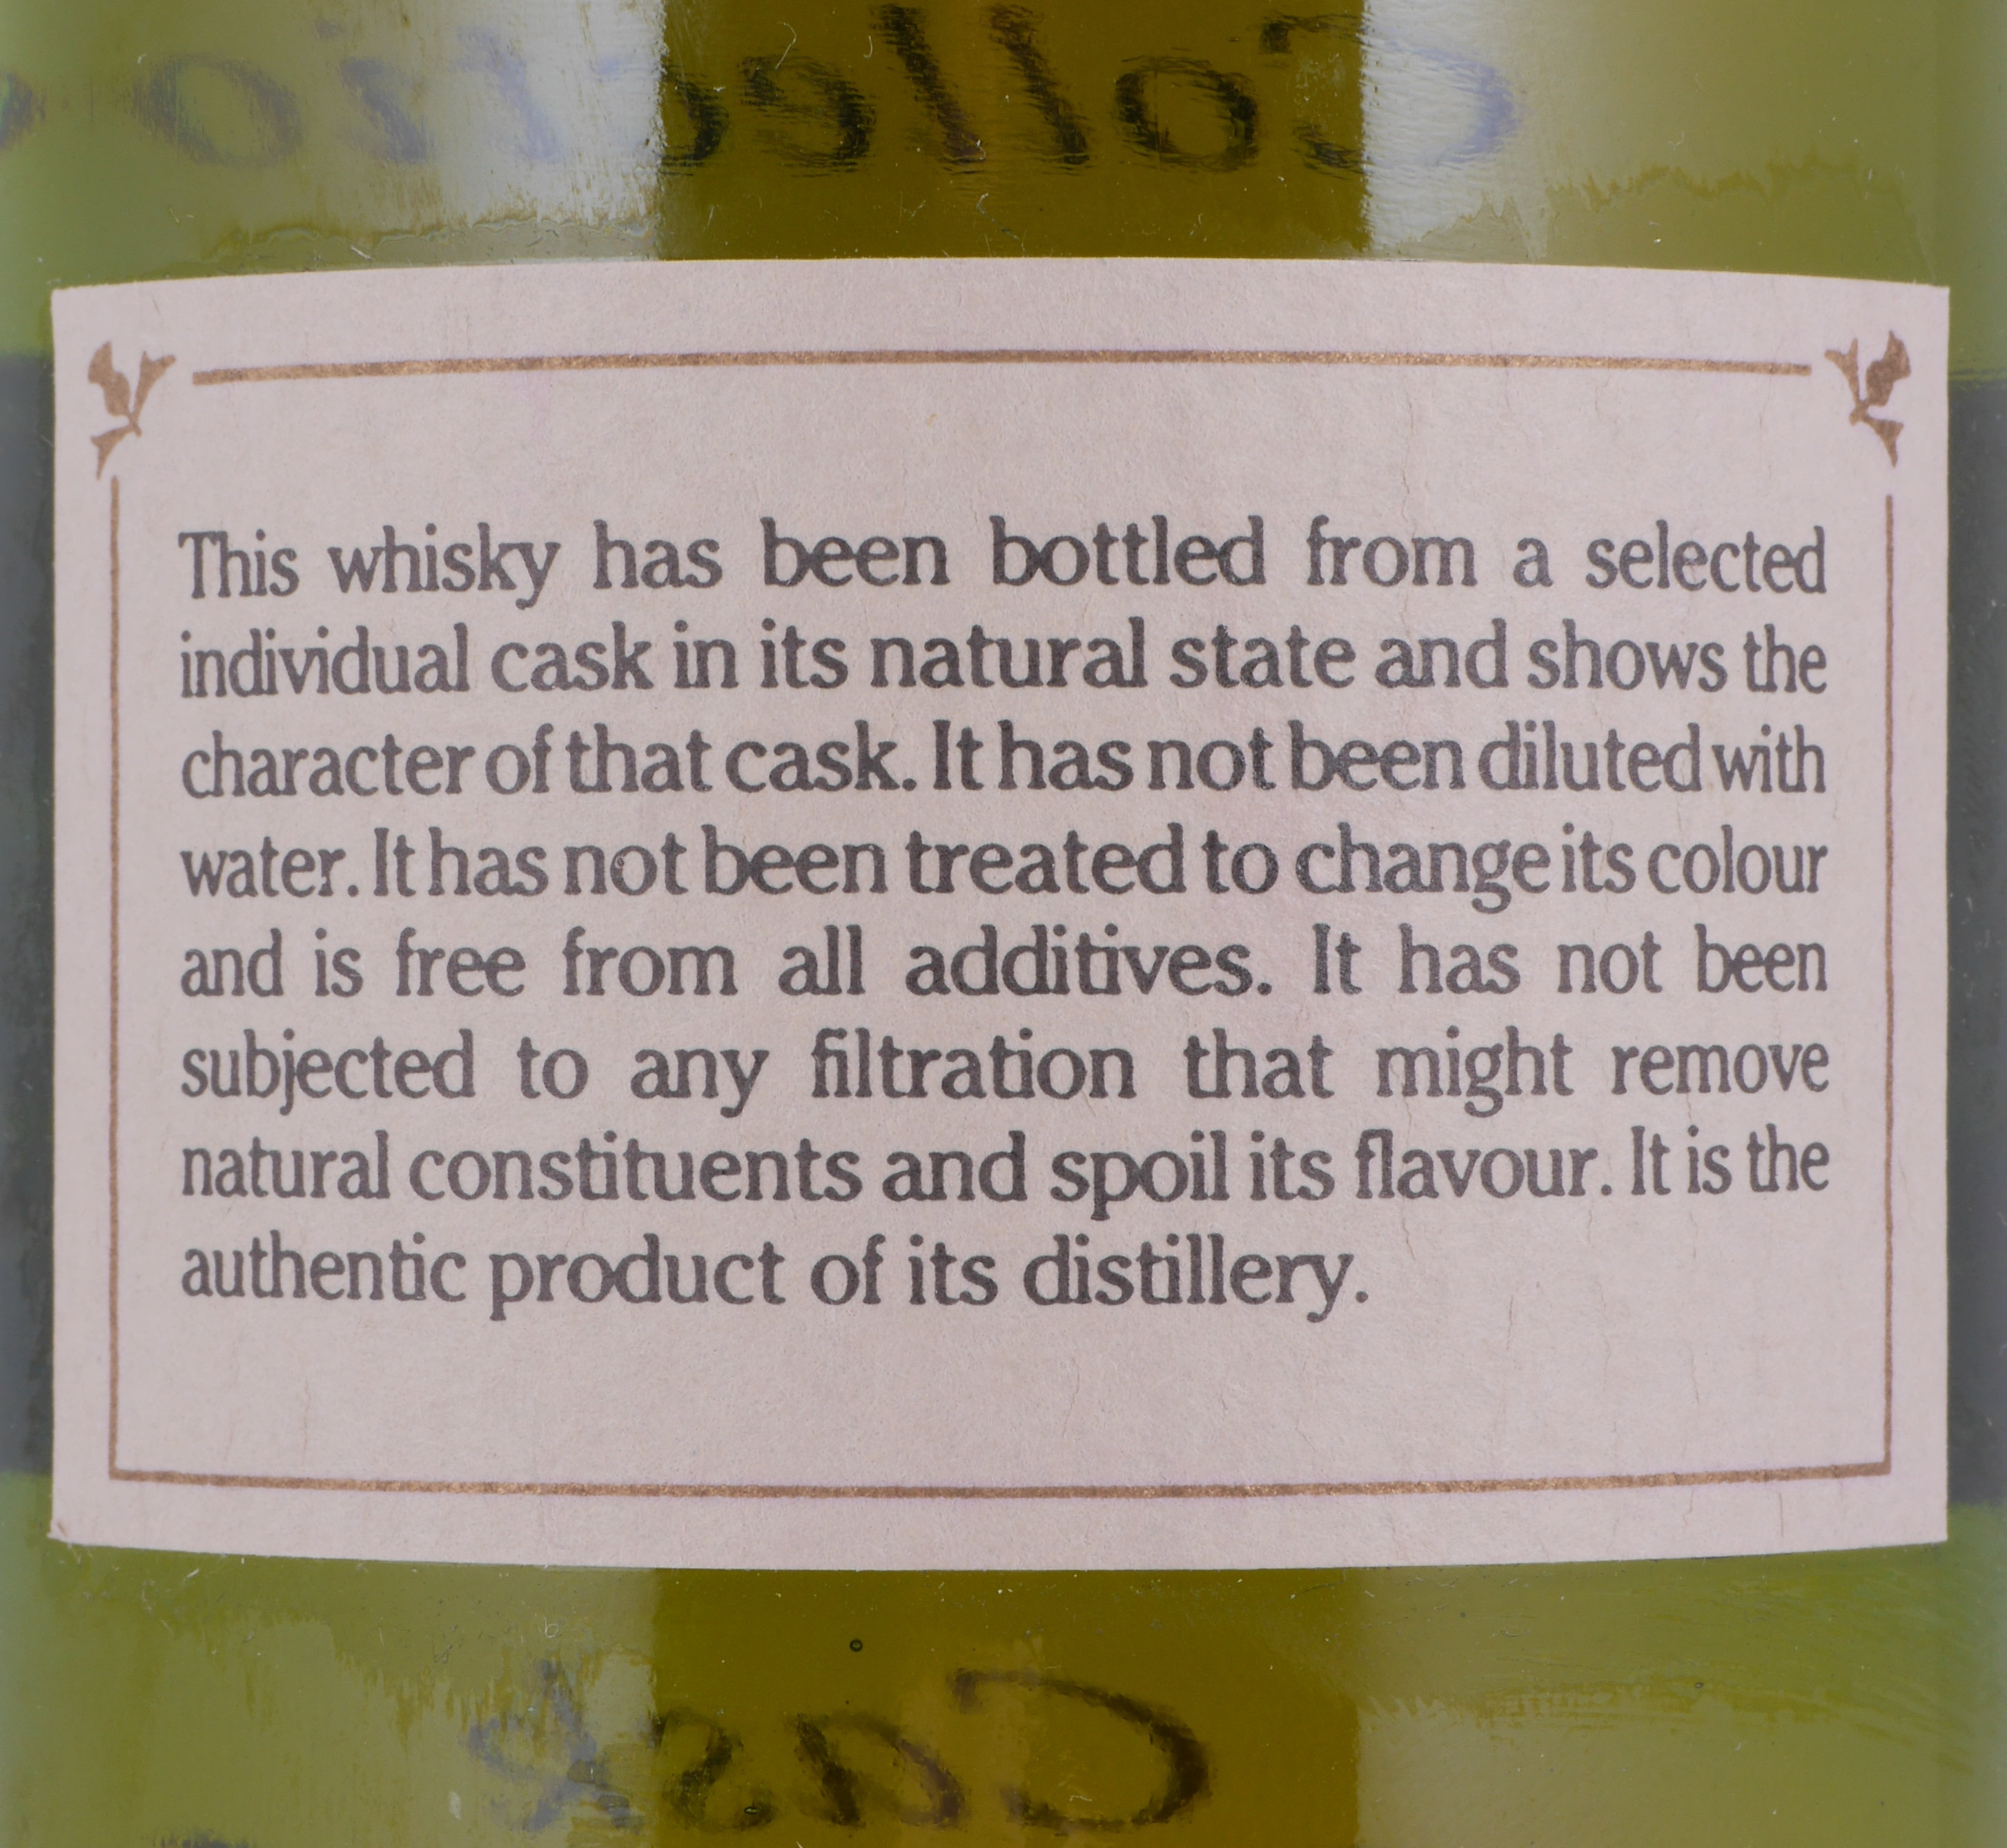 Collectio
This whisky has been bottled from a selected
individual cask in its natural state and shows the
character of that cask. It has not been diluted with
water. It has not been treated to change its colour
and is free from all additives. It has not been
subjected to any filtration that might remove
natural constituents and spoil its flavour. It is the
authentic product of its distillery.
Cask